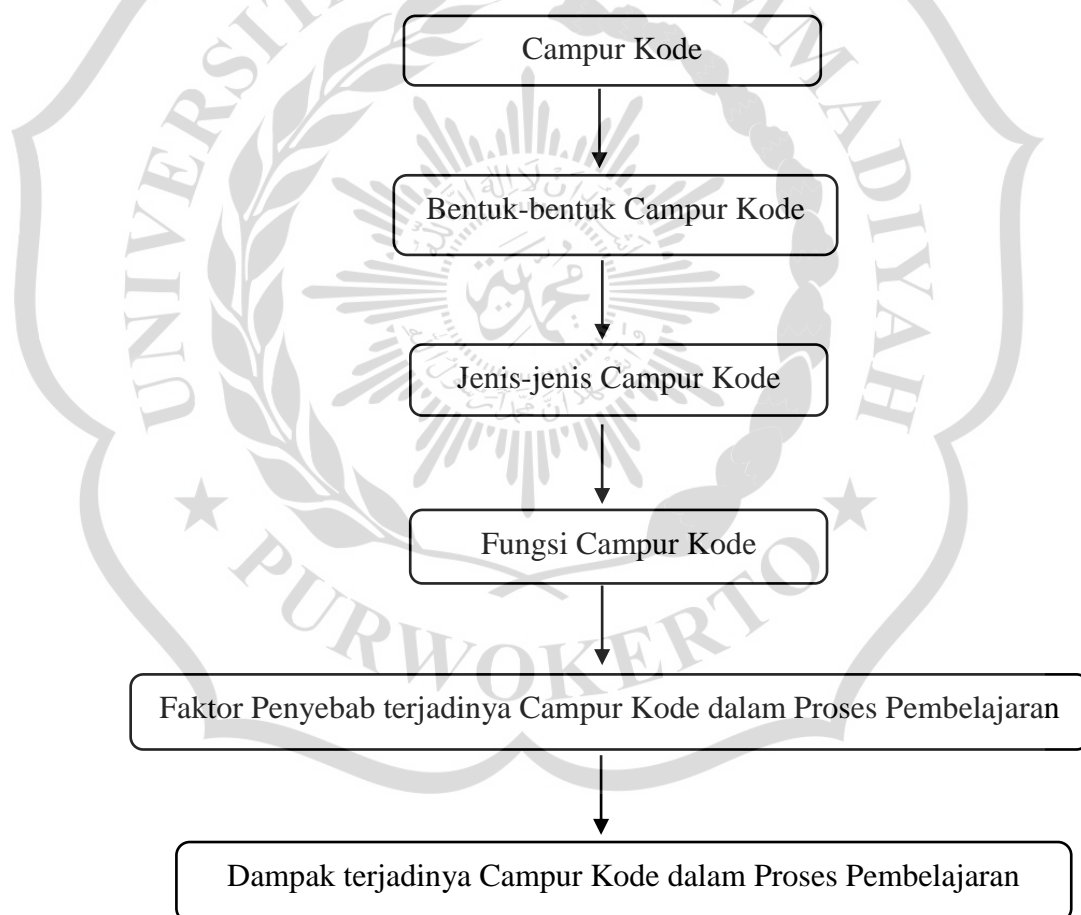 Campur Kode
Bentuk-bentuk Campur Kode
Jenis-jenis Campur Kode
Fungsi Campur Kode
Faktor Penyebab terjadinya Campur Kode dalam Proses Pembelajaran
Dampak terjadinya Campur Kode dalam Proses Pembelajaran
PURWOKERTO